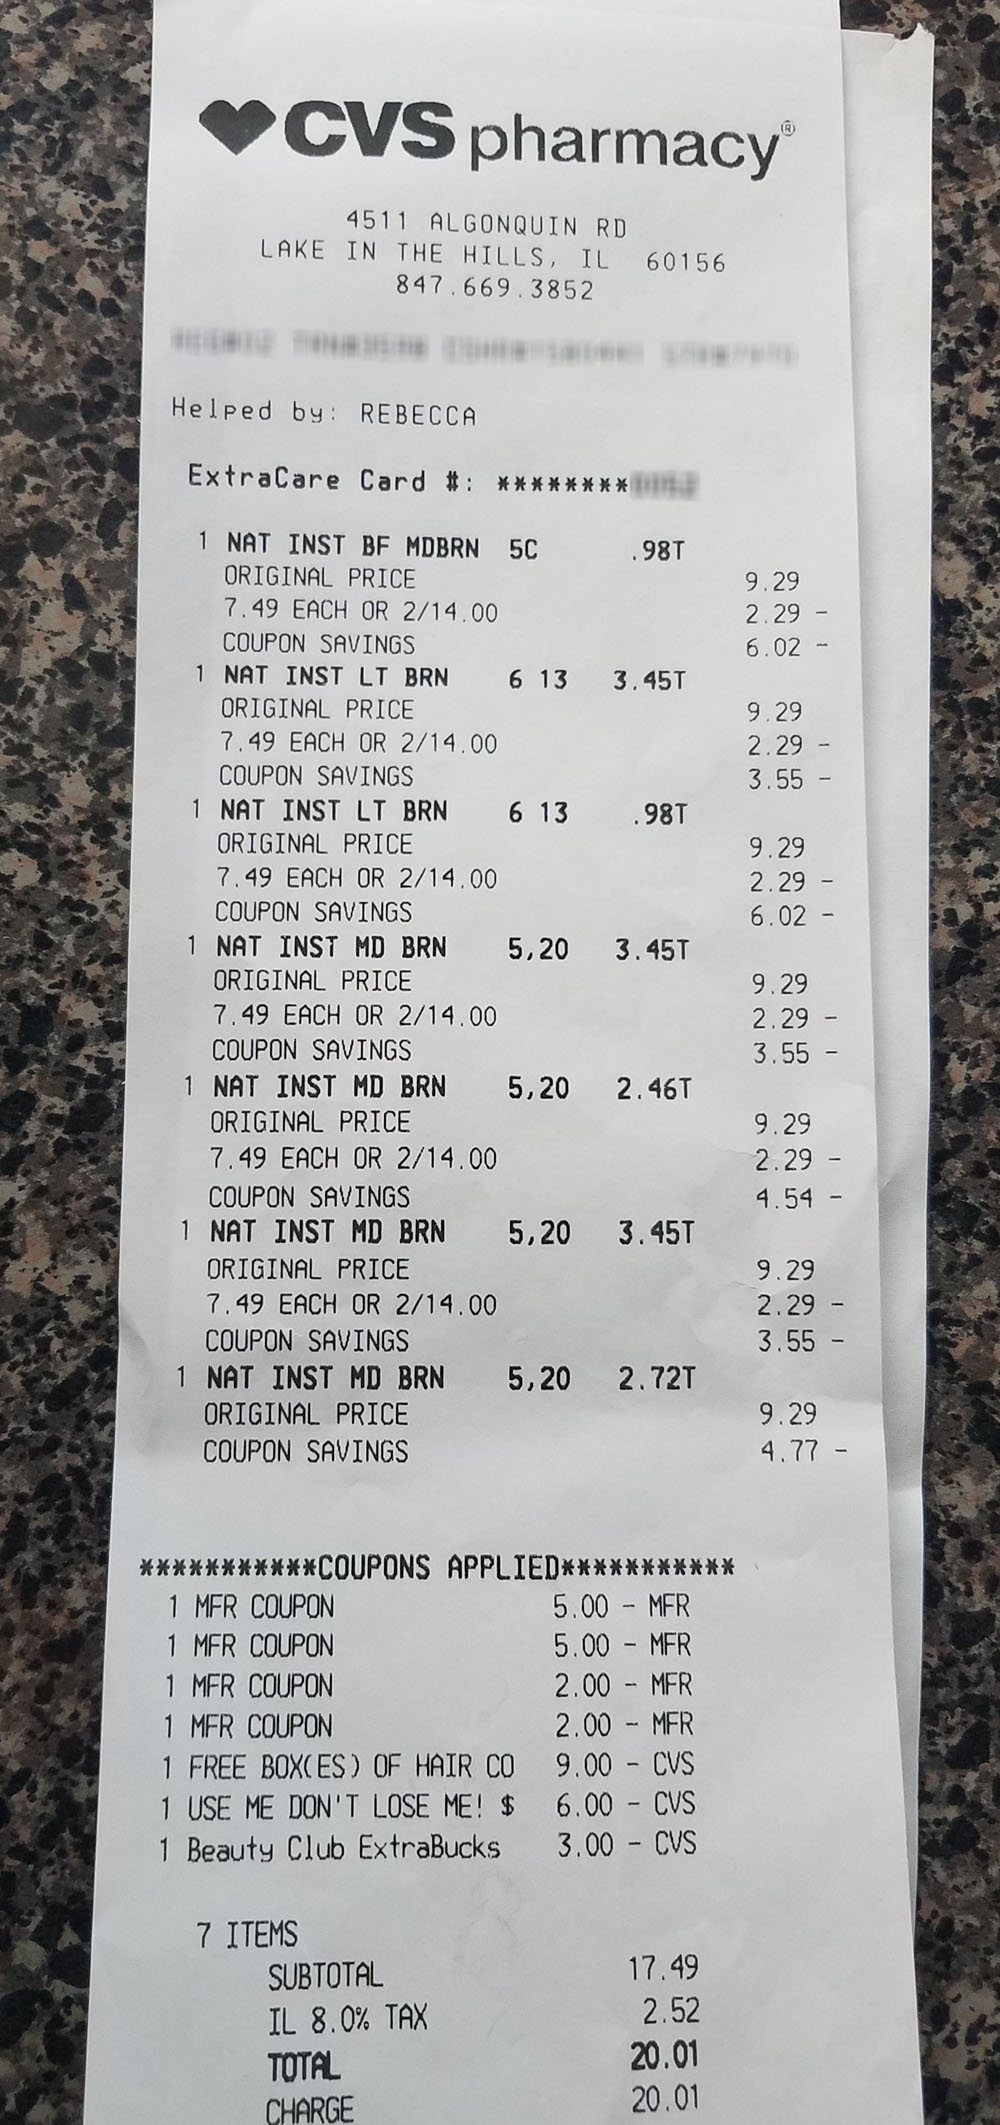 CVS pharmacy®
4511 ALGONQUIN RD
LAKE IN THE HILLS, IL 60156
847.669.3852
Helped by: REBECCA
ExtraCare Card #: ********
1 NAT INST BF MDBRN 5C .98T
ORIGINAL PRICE 9.29
7.49 EACH OR 2/14.00 2.29 -
COUPON SAVINGS 6.02 -
1 NAT INST LT BRN 6 13 3.45T
ORIGINAL PRICE 9.29
7.49 EACH OR 2/14.00 2.29 -
COUPON SAVINGS 3.55 -
1 NAT INST LT BRN 6 13 .98T
ORIGINAL PRICE 9.29
7.49 EACH OR 2/14.00 2.29 -
COUPON SAVINGS 6.02 -
1 NAT INST MD BRN 5,20 3.45T
ORIGINAL PRICE 9.29
7.49 EACH OR 2/14.00 2.29 -
COUPON SAVINGS 3.55 -
1 NAT INST MD BRN 5,20 2.46T
ORIGINAL PRICE 9.29
7.49 EACH OR 2/14.00 2.29 -
COUPON SAVINGS 4.54 -
1 NAT INST MD BRN 5,20 3.45T
ORIGINAL PRICE 9.29
7.49 EACH OR 2/14.00 2.29 -
COUPON SAVINGS 3.55 -
1 NAT INST MD BRN 5,20 2.72T
ORIGINAL PRICE 9.29
COUPON SAVINGS 4.77 -
***********COUPONS APPLIED***********
1 MFR COUPON 5.00 - MFR
1 MFR COUPON 5.00 - MFR
1 MFR COUPON 2.00 - MFR
1 MFR COUPON 2.00 - MFR
1 FREE BOX(ES) OF HAIR CO 9.00 - CVS
1 USE ME DON'T LOSE ME! $ 6.00 - CVS
1 Beauty Club ExtraBucks 3.00 - CVS
7 ITEMS
SUBTOTAL 17.49
IL 8.0% TAX 2.52
TOTAL 20.01
CHARGE 20.01